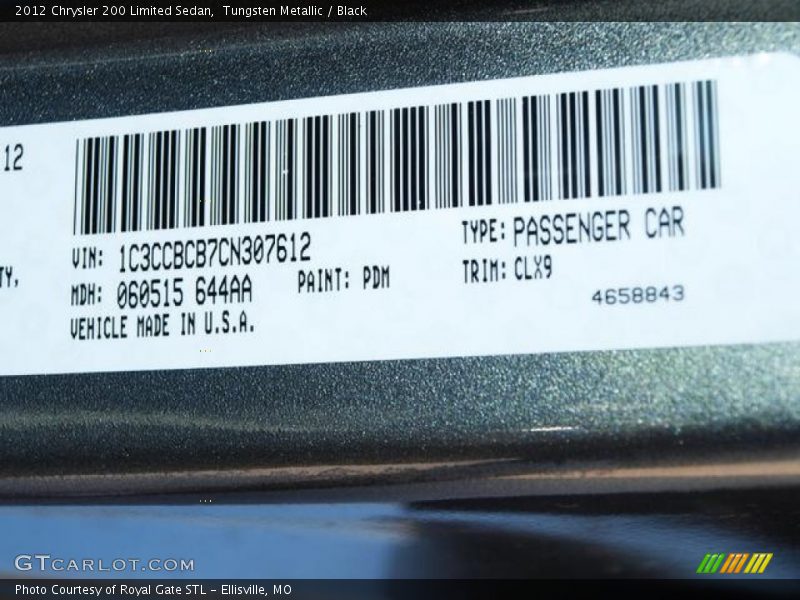 2012 Chrysler 200 Limited Sedan,  Tungsten Metallic / Black
12
VIN: 1C3CCBCB7CN307612
TYPE: PASSENGER CAR
TY,
MDH: 060515 644AA
PAINT: PDM
TRIM: CLX9
4658843
VEHICLE MADE IN U.S.A.
GTCARLOT.COM
Photo Courtesy of Royal Gate STL - Ellisville, MO